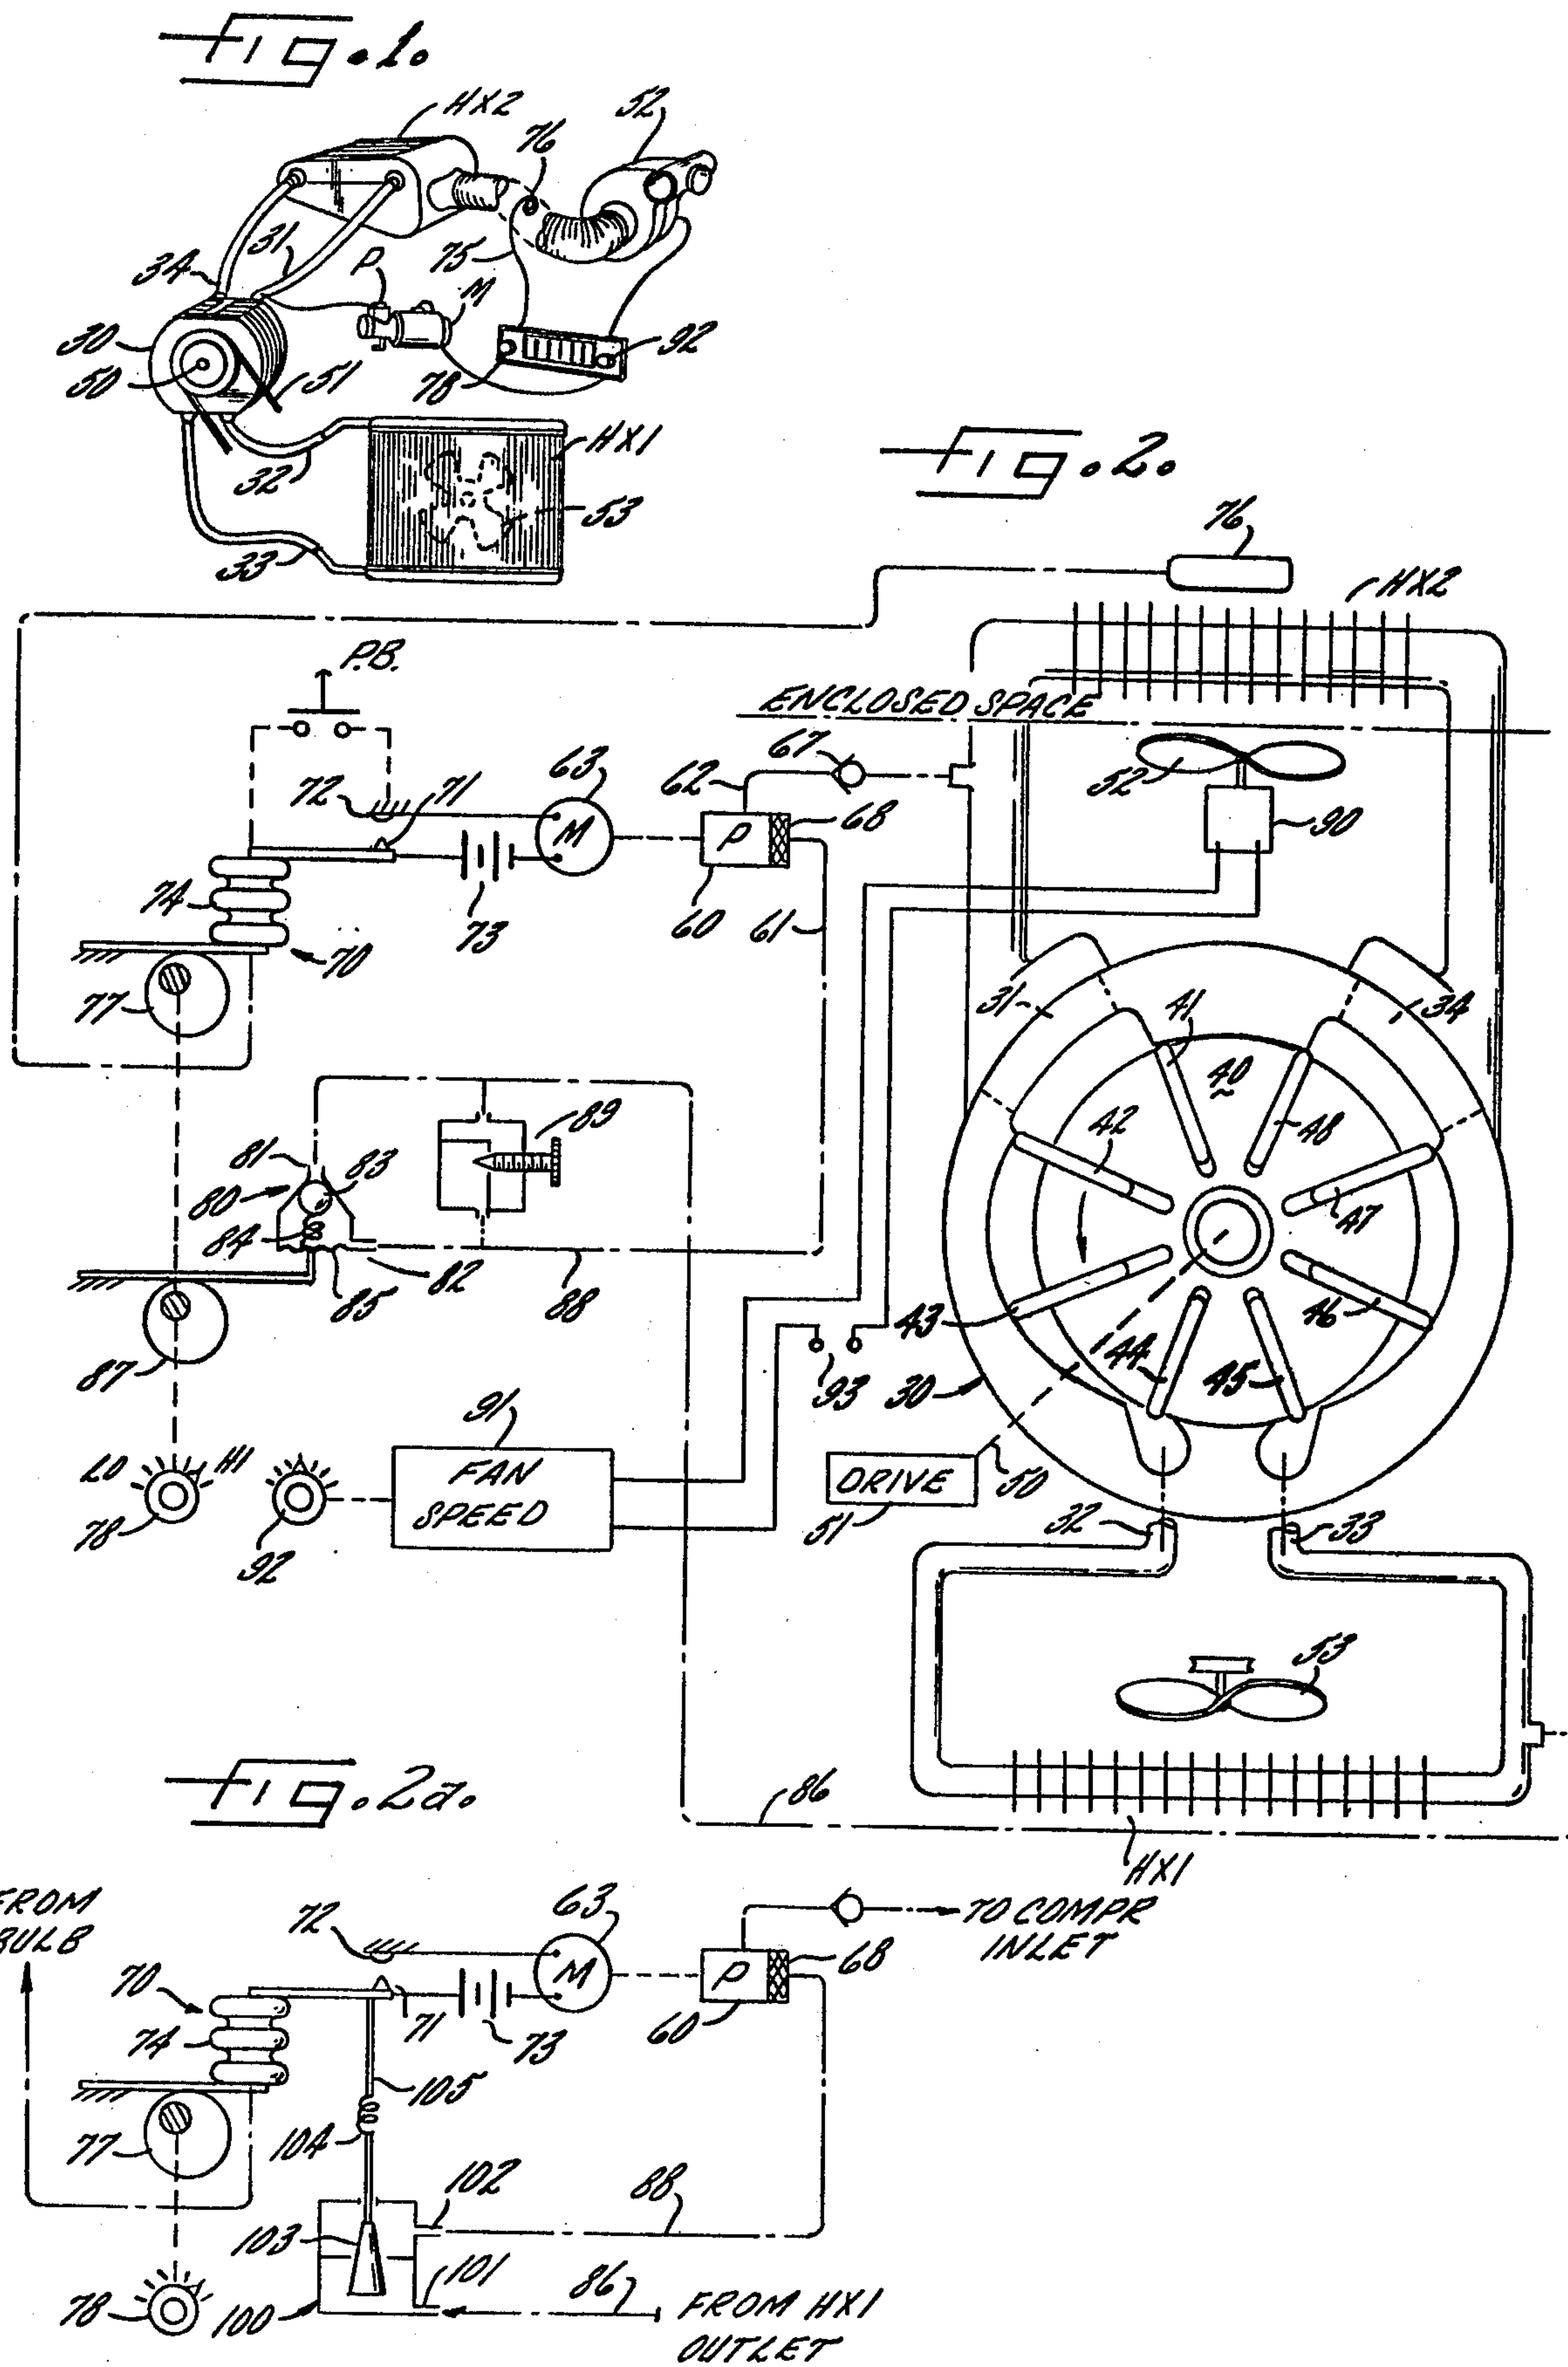 Fig. 1.
HX2
52
76
34
31
P
75
M
30
50
51
78
92
32
HX1
53
33
Fig. 2.
76
HX2
P.B.
ENCLOSED SPACE
67
52
72
71
63
62
M
P
68
90
74
73
60
61
70
77
31
41
34
40
42
48
81
83
89
80
47
84
85
82
88
46
87
43
44
45
93
30
91
LO
HI
FAN
SPEED
DRIVE
50
78
92
51
32
33
53
Fig. 2a.
86
HX1
FROM
BULB
72
63
TO COMPR
INLET
70
M
P
68
71
74
73
60
105
77
104
102
88
103
101
86
78
100
FROM HX1
OUTLET